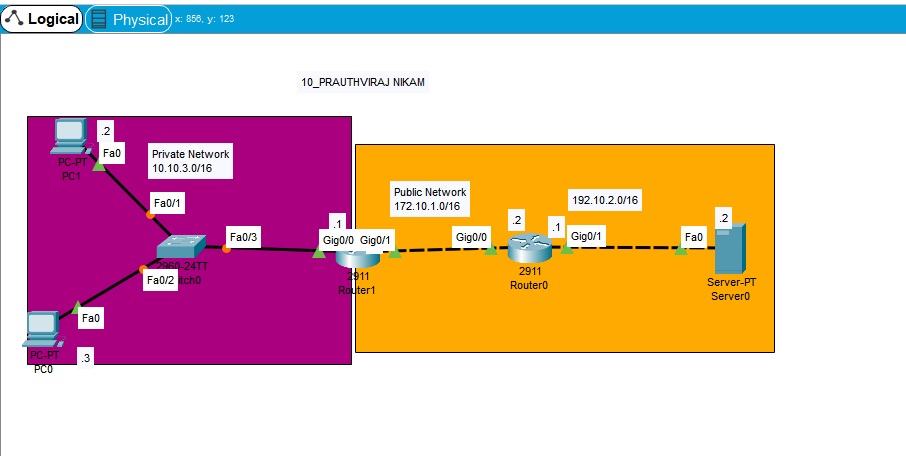 Logical
Physical
x: 856, y: 123
10_PRAUTHVIRAJ NIKAM
.2
Fa0
PC-PT
PC1
Private Network
10.10.3.0/16
Fa0/1
Fa0/3
2960-24TT
itch0
Fa0/2
Fa0
PC-PT
PC0
.3
.1
Gig0/0
Gig0/1
2911
Router1
Public Network
172.10.1.0/16
Gig0/0
.2
2911
Router0
.1
192.10.2.0/16
Gig0/1
Fa0
.2
Server-PT
Server0